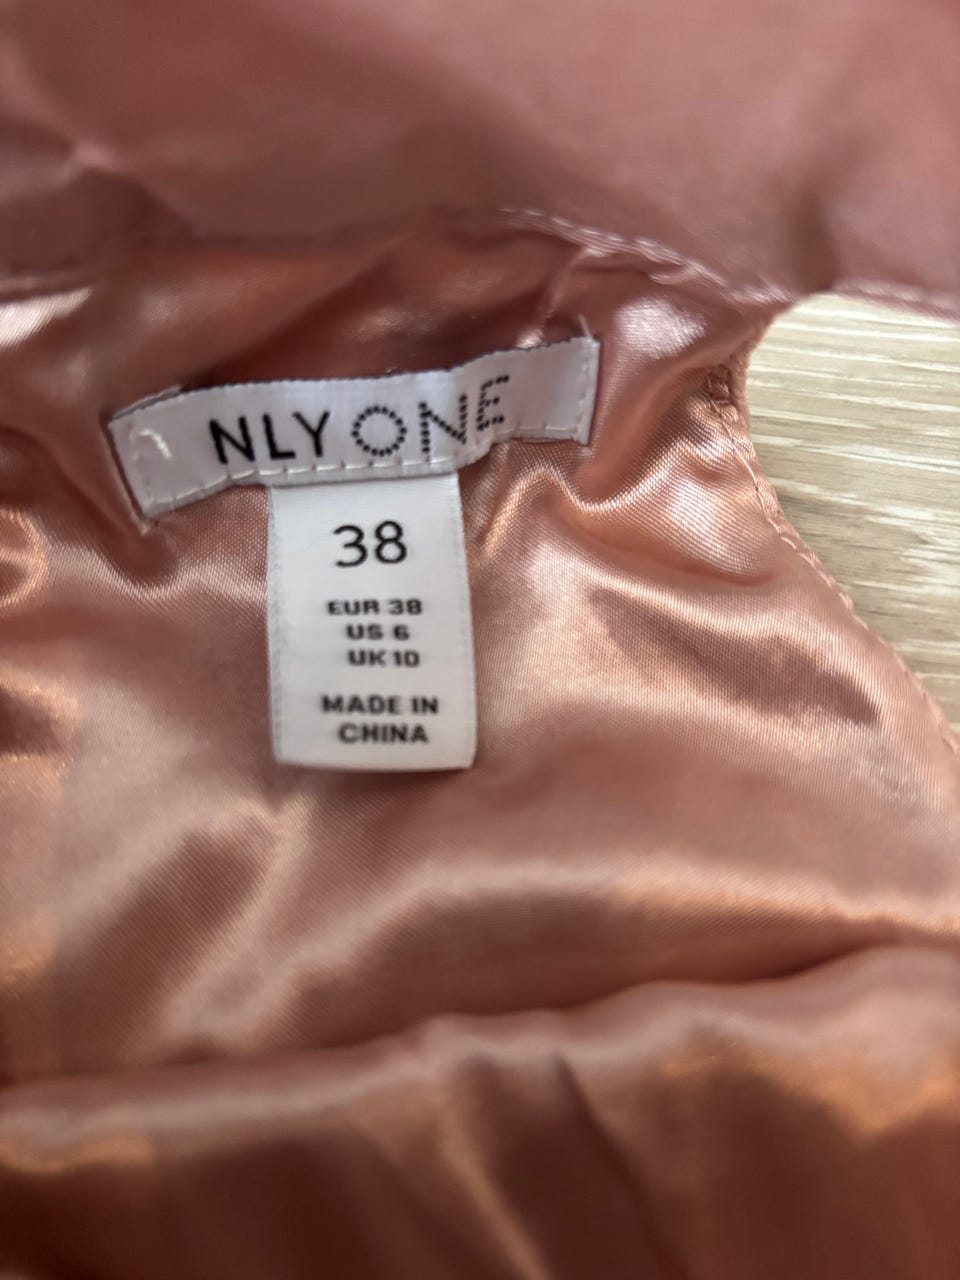 NLY ONE
38
EUR 38
US 6
UK 10
MADE IN
CHINA